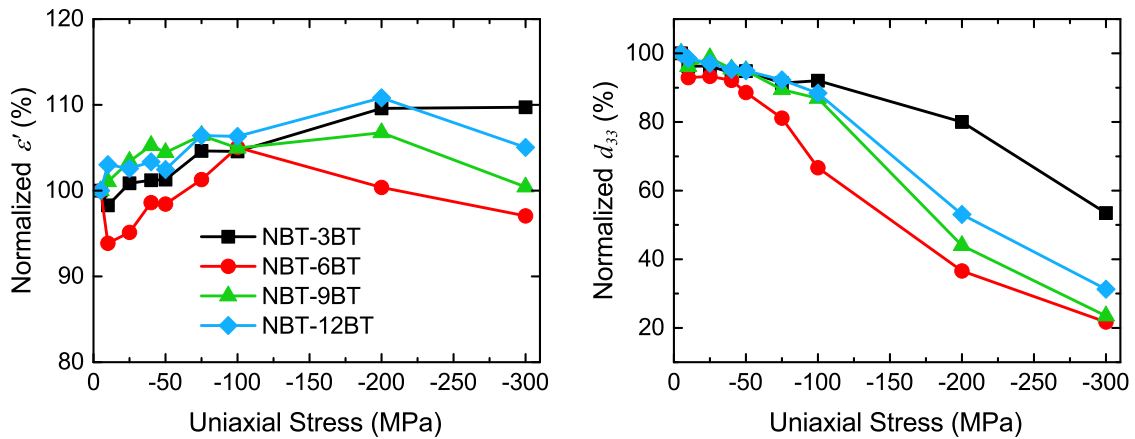 120
110
100
90
80
Normalized ε′ (%)
NBT-3BT
NBT-6BT
NBT-9BT
NBT-12BT
0 -50 -100 -150 -200 -250 -300
Uniaxial Stress (MPa)
100
80
60
40
20
Normalized d33 (%)
0 -50 -100 -150 -200 -250 -300
Uniaxial Stress (MPa)